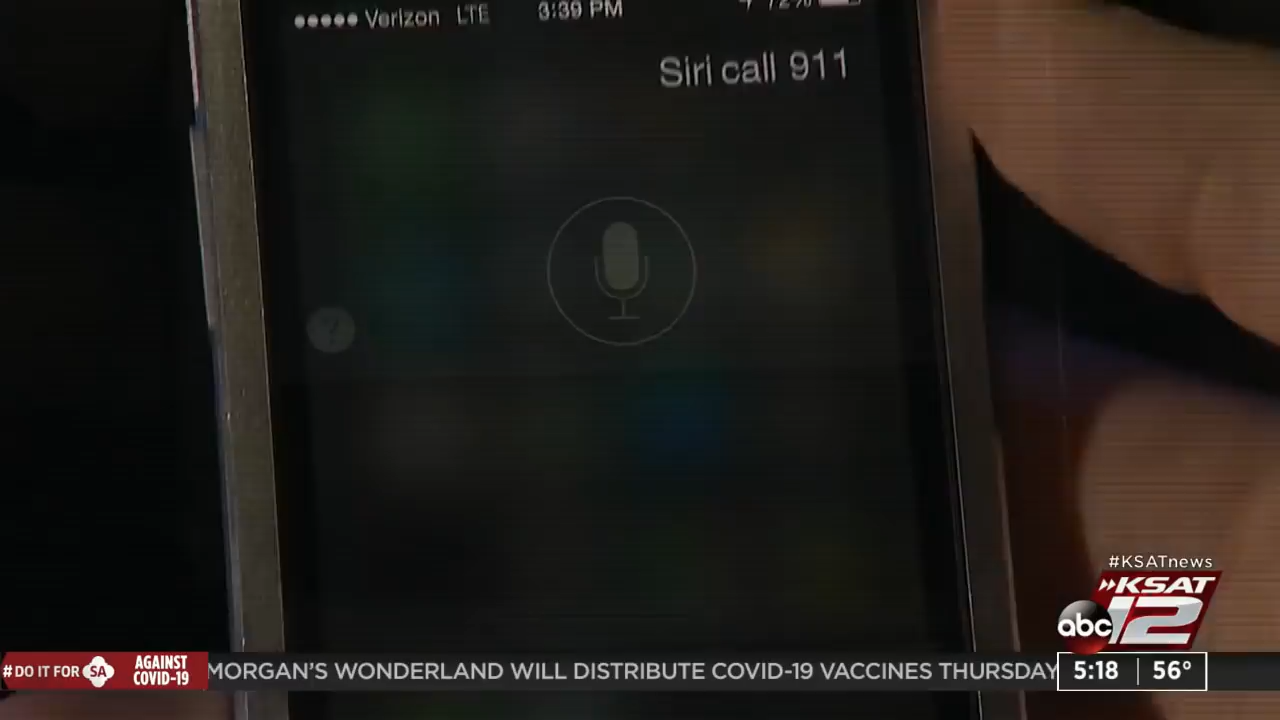 ●●●●● Verizon LTE 3:39 PM 72%
Siri call 911
?
#KSATnews
»KSAT
abc 12
#DO IT FOR SA AGAINST COVID-19
MORGAN'S WONDERLAND WILL DISTRIBUTE COVID-19 VACCINES THURSDAY
5:18 56°